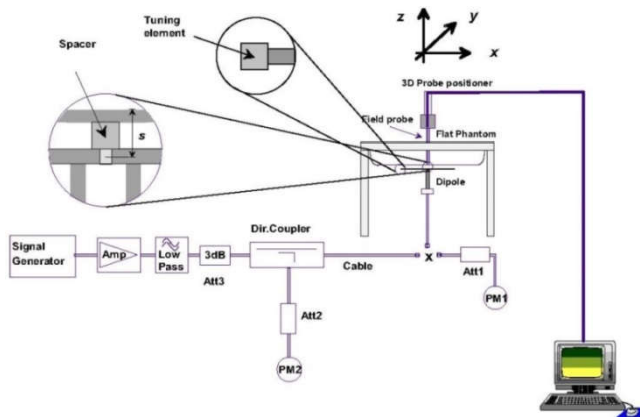 Tuning
element
Spacer
s
z
y
x
3D Probe positioner
Field probe
Flat Phantom
Dipole
Signal
Generator
Amp
Low
Pass
3dB
Att3
Dir.Coupler
Cable
x
Att1
PM1
Att2
PM2